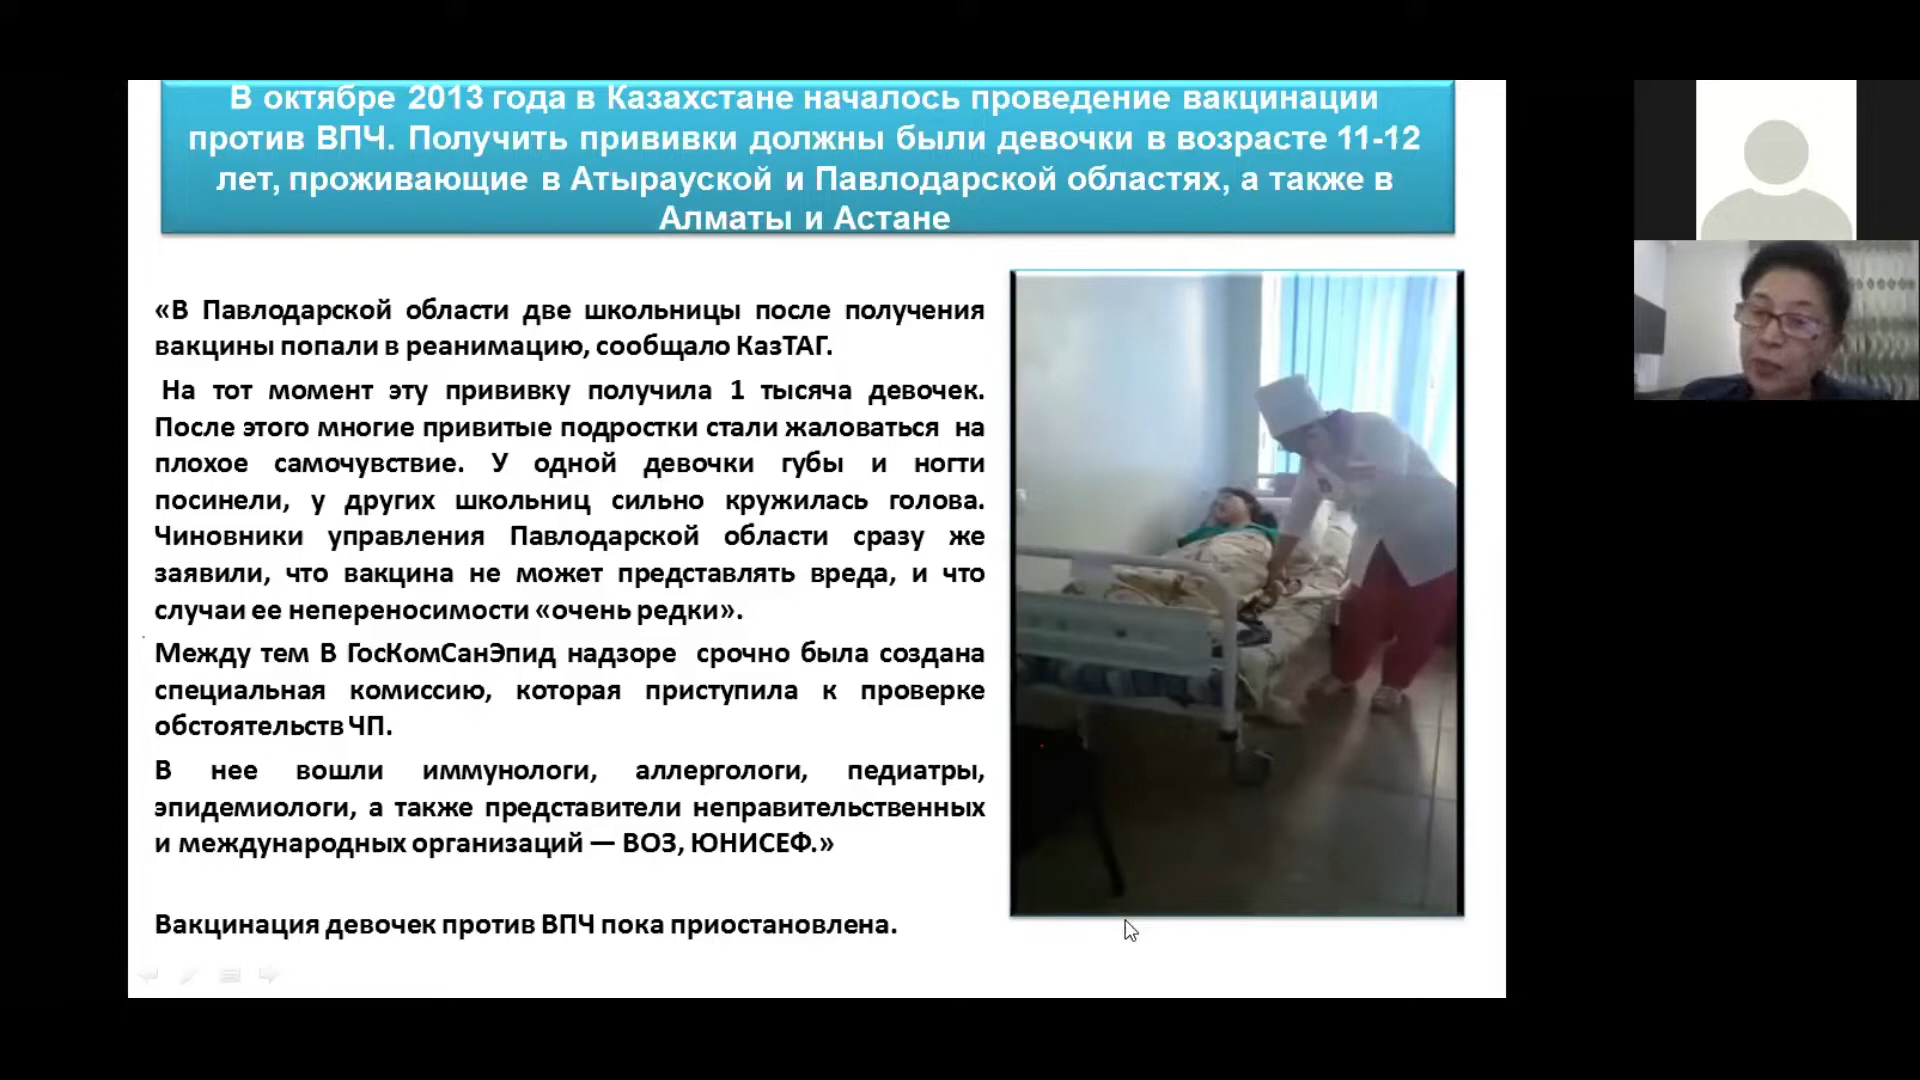 В октябре 2013 года в Казахстане началось проведение вакцинации
против ВПЧ. Получить прививки должны были девочки в возрасте 11-12
лет, проживающие в Атырауской и Павлодарской областях, а также в
Алматы и Астане
«В Павлодарской области две школьницы после получения
вакцины попали в реанимацию, сообщало КазТАГ.
На тот момент эту прививку получила 1 тысяча девочек.
После этого многие привитые подростки стали жаловаться на
плохое самочувствие. У одной девочки губы и ногти
посинели, у других школьниц сильно кружилась голова.
Чиновники управления Павлодарской области сразу же
заявили, что вакцина не может представлять вреда, и что
случаи ее непереносимости «очень редки».
Между тем В ГосКомСанЭпид надзоре срочно была создана
специальная комиссию, которая приступила к проверке
обстоятельств ЧП.
В нее вошли иммунологи, аллергологи, педиатры,
эпидемиологи, а также представители неправительственных
и международных организаций — ВОЗ, ЮНИСЕФ.»
Вакцинация девочек против ВПЧ пока приостановлена.